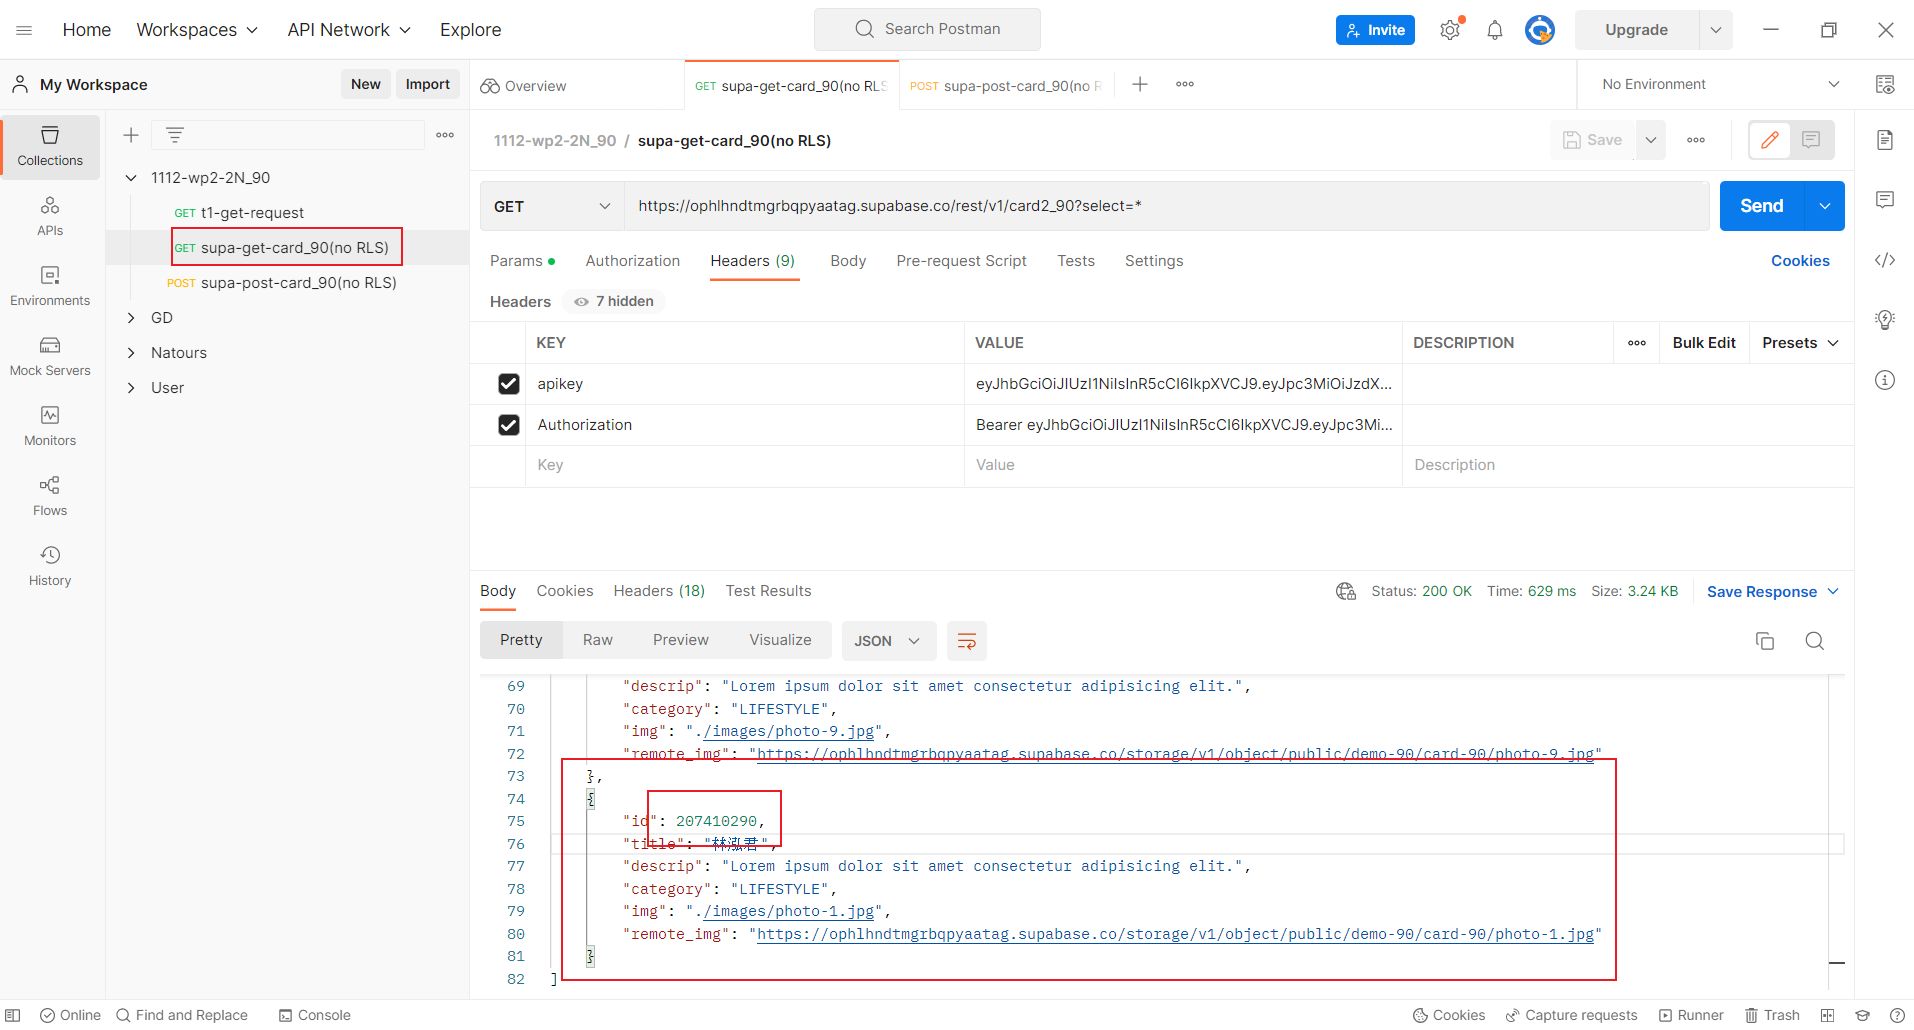 Home Workspaces API Network Explore Search Postman Invite Upgrade
My Workspace New Import Overview GET supa-get-card_90(no RLS POST supa-post-card_90(no R No Environment
Collections
APIs
Environments
Mock Servers
Monitors
Flows
History
1112-wp2-2N_90
GET t1-get-request
GET supa-get-card_90(no RLS)
POST supa-post-card_90(no RLS)
GD
Natours
User
1112-wp2-2N_90 / supa-get-card_90(no RLS) Save
GET https://ophlhndtmgrbqpyaatag.supabase.co/rest/v1/card2_90?select=* Send
Params Authorization Headers (9) Body Pre-request Script Tests Settings Cookies
Headers 7 hidden
KEY VALUE DESCRIPTION Bulk Edit Presets
apikey eyJhbGciOiJIUzI1NiIsInR5cCI6IkpXVCJ9.eyJpc3MiOiJzdX...
Authorization Bearer eyJhbGciOiJIUzI1NiIsInR5cCI6IkpXVCJ9.eyJpc3Mi...
Key Value Description
Body Cookies Headers (18) Test Results Status: 200 OK Time: 629 ms Size: 3.24 KB Save Response
Pretty Raw Preview Visualize JSON
69 "descrip": "Lorem ipsum dolor sit amet consectetur adipisicing elit.",
70 "category": "LIFESTYLE",
71 "img": "./images/photo-9.jpg",
72 "remote_img": "https://ophlhndtmgrbqpyaatag.supabase.co/storage/v1/object/public/demo-90/card-90/photo-9.jpg"
73 },
74 {
75 "id": 207410290,
76 "title": "林泓君",
77 "descrip": "Lorem ipsum dolor sit amet consectetur adipisicing elit.",
78 "category": "LIFESTYLE",
79 "img": "./images/photo-1.jpg",
80 "remote_img": "https://ophlhndtmgrbqpyaatag.supabase.co/storage/v1/object/public/demo-90/card-90/photo-1.jpg"
81 }
82 ]
Online Find and Replace Console Cookies Capture requests Runner Trash